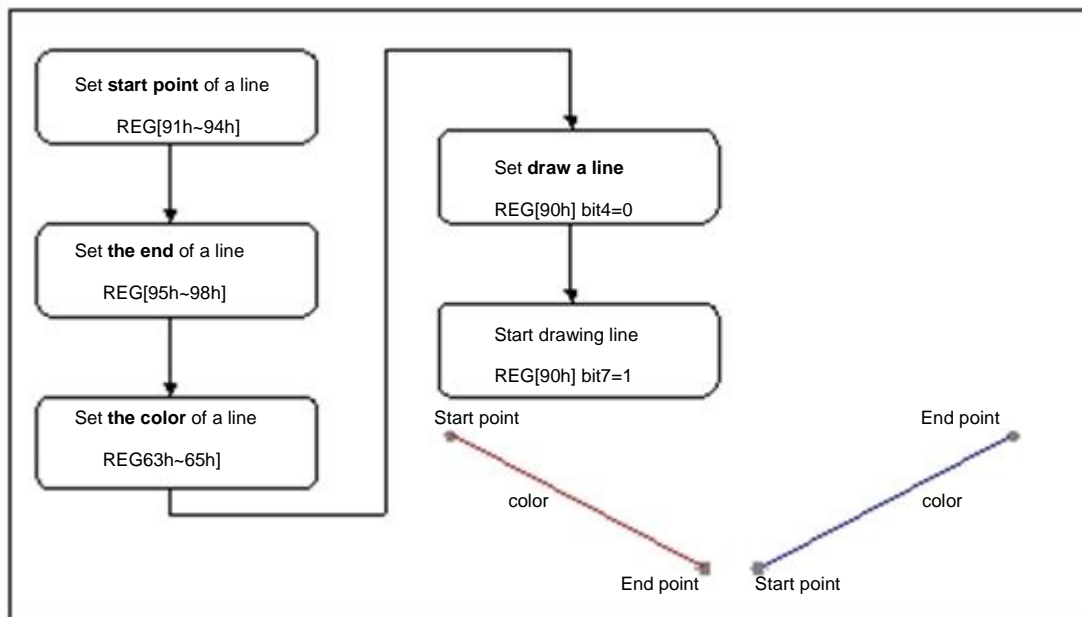 Set start point of a line
REG[91h~94h]
Set the end of a line
REG[95h~98h]
Set the color of a line
REG63h~65h]
Set draw a line
REG[90h] bit4=0
Start drawing line
REG[90h] bit7=1
Start point
color
End point
End point
color
Start point